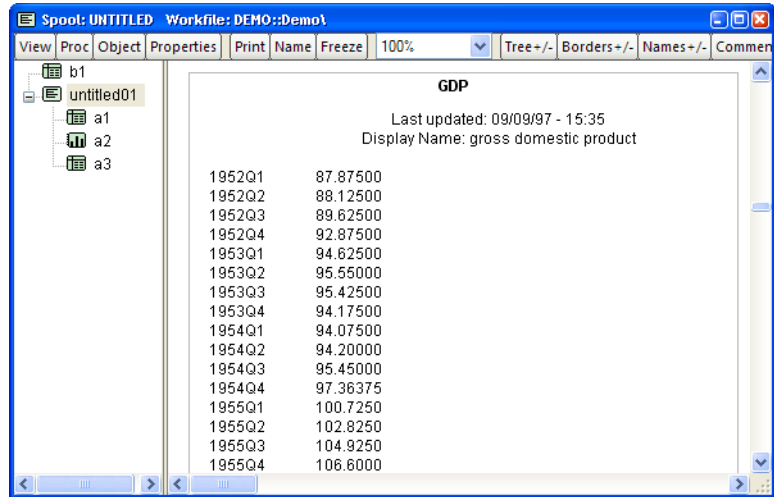 Spool: UNTITLED Workfile: DEMO::Demo\
View Proc Object Properties Print Name Freeze 100% Tree+/- Borders+/- Names+/- Commen
b1
untitled01
a1
a2
a3
GDP
Last updated: 09/09/97 - 15:35
Display Name: gross domestic product
1952Q1 87.87500
1952Q2 88.12500
1952Q3 89.62500
1952Q4 92.87500
1953Q1 94.62500
1953Q2 95.55000
1953Q3 95.42500
1953Q4 94.17500
1954Q1 94.07500
1954Q2 94.20000
1954Q3 95.45000
1954Q4 97.36375
1955Q1 100.7250
1955Q2 102.8250
1955Q3 104.9250
1955Q4 106.6000